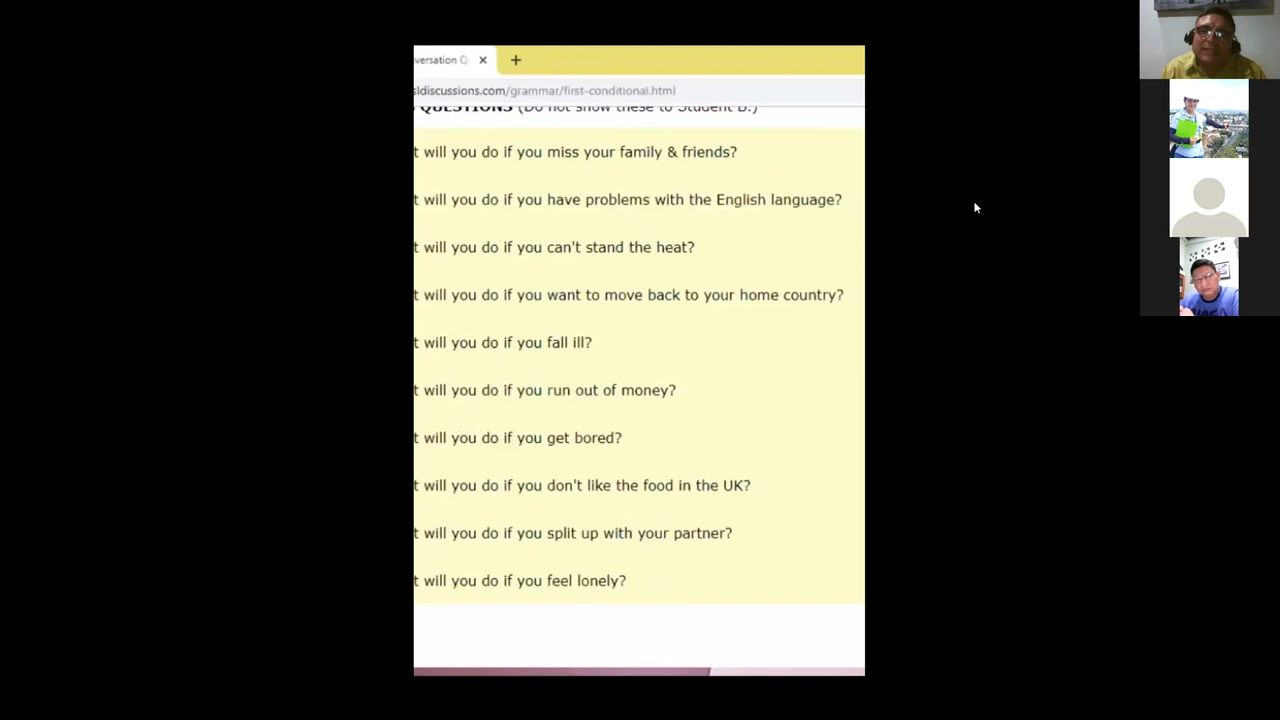 versation Q
sldiscussions.com/grammar/first-conditional.html
QUESTIONS (Do not show these to Student B.)
t will you do if you miss your family & friends?
t will you do if you have problems with the English language?
t will you do if you can't stand the heat?
t will you do if you want to move back to your home country?
t will you do if you fall ill?
t will you do if you run out of money?
t will you do if you get bored?
t will you do if you don't like the food in the UK?
t will you do if you split up with your partner?
t will you do if you feel lonely?